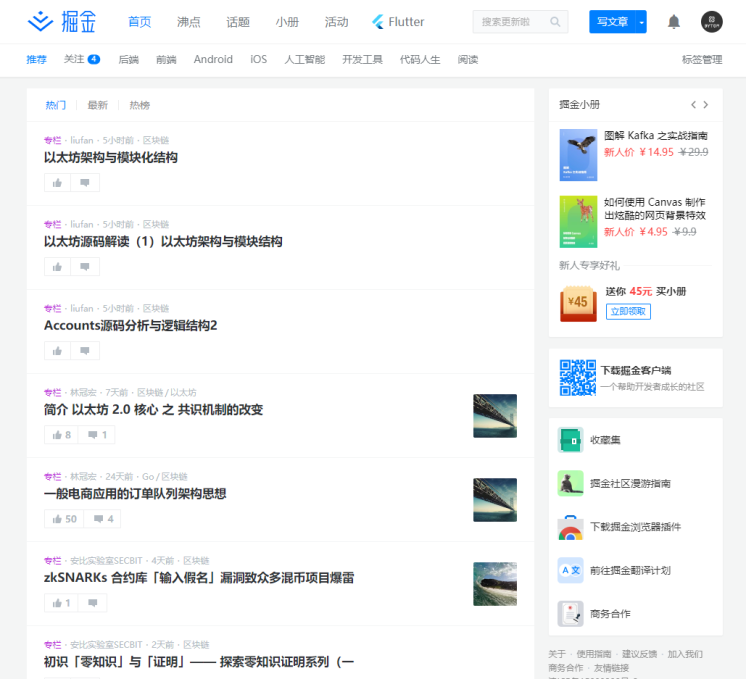 掘金 首页 沸点 话题 小册 活动 Flutter 搜索更新啦 写文章
推荐 关注 4 后端 前端 Android iOS 人工智能 开发工具 代码人生 阅读 标签管理
热门 最新 热榜
专栏 · liufan · 5小时前 · 区块链
以太坊架构与模块化结构
专栏 · liufan · 5小时前 · 区块链
以太坊源码解读（1）以太坊架构与模块结构
专栏 · liufan · 5小时前 · 区块链
Accounts源码分析与逻辑结构2
专栏 · 林冠宏 · 7天前 · 区块链 / 以太坊
简介 以太坊 2.0 核心 之 共识机制的改变
8 1
专栏 · 林冠宏 · 24天前 · Go / 区块链
一般电商应用的订单队列架构思想
50 4
专栏 · 安比实验室SECBIT · 4天前 · 区块链
zkSNARKs 合约库「输入假名」漏洞致众多混币项目爆雷
1
专栏 · 安比实验室SECBIT · 2天前 · 区块链
初识「零知识」与「证明」—— 探索零知识证明系列（一
掘金小册
图解 Kafka 之实战指南
新人价 ￥14.95 ￥29.9
如何使用 Canvas 制作
出炫酷的网页背景特效
新人价 ￥4.95 ￥9.9
新人专享好礼
¥45
送你 45元 买小册
立即领取
下载掘金客户端
一个帮助开发者成长的社区
收藏集
掘金社区漫游指南
下载掘金浏览器插件
A 文
前往掘金翻译计划
商务合作
关于 · 使用指南 · 建议反馈 · 加入我们
商务合作 · 友情链接